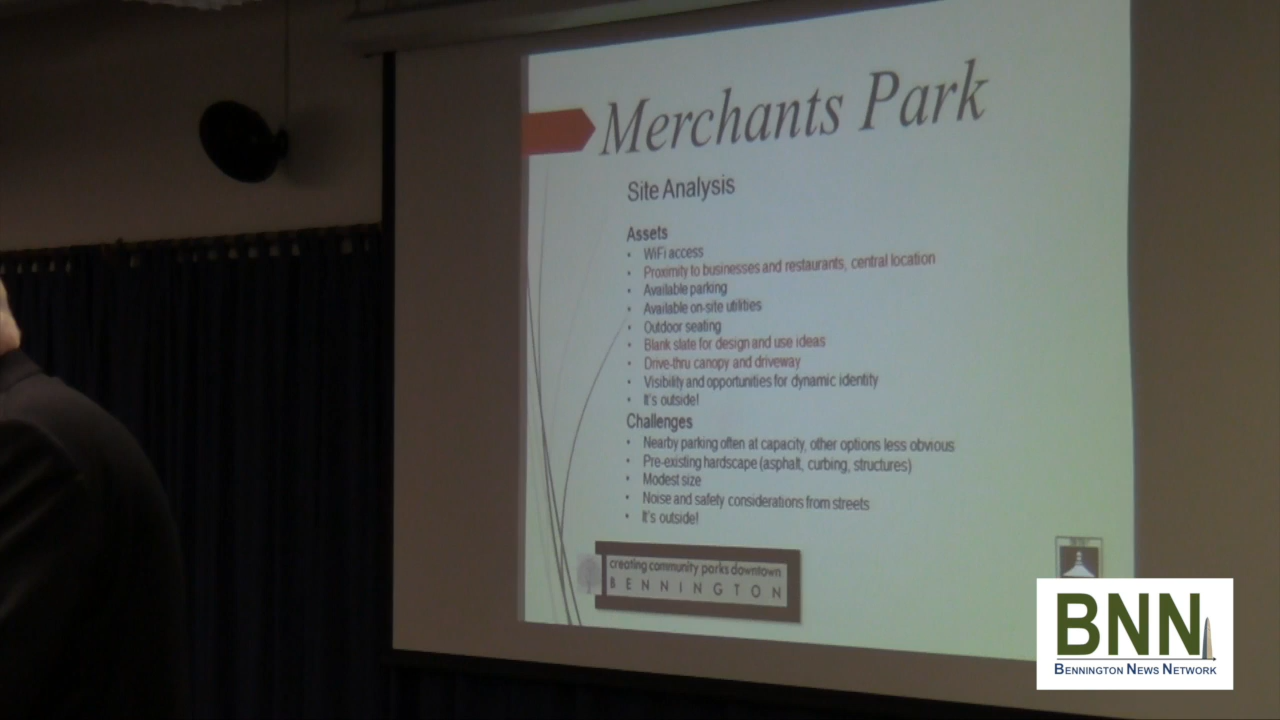 Merchants Park
Site Analysis
Assets
• WiFi access
• Proximity to businesses and restaurants, central location
• Available parking
• Available on-site utilities
• Outdoor seating
• Blank slate for design and use ideas
• Drive-thru canopy and driveway
• Visibility and opportunities for dynamic identity
• It's outside!
Challenges
• Nearby parking often at capacity, other options less obvious
• Pre-existing hardscape (asphalt, curbing, structures)
• Modest size
• Noise and safety considerations from streets
• It's outside!
creating community parks downtown
BENNINGTON
BNN
BENNINGTON NEWS NETWORK